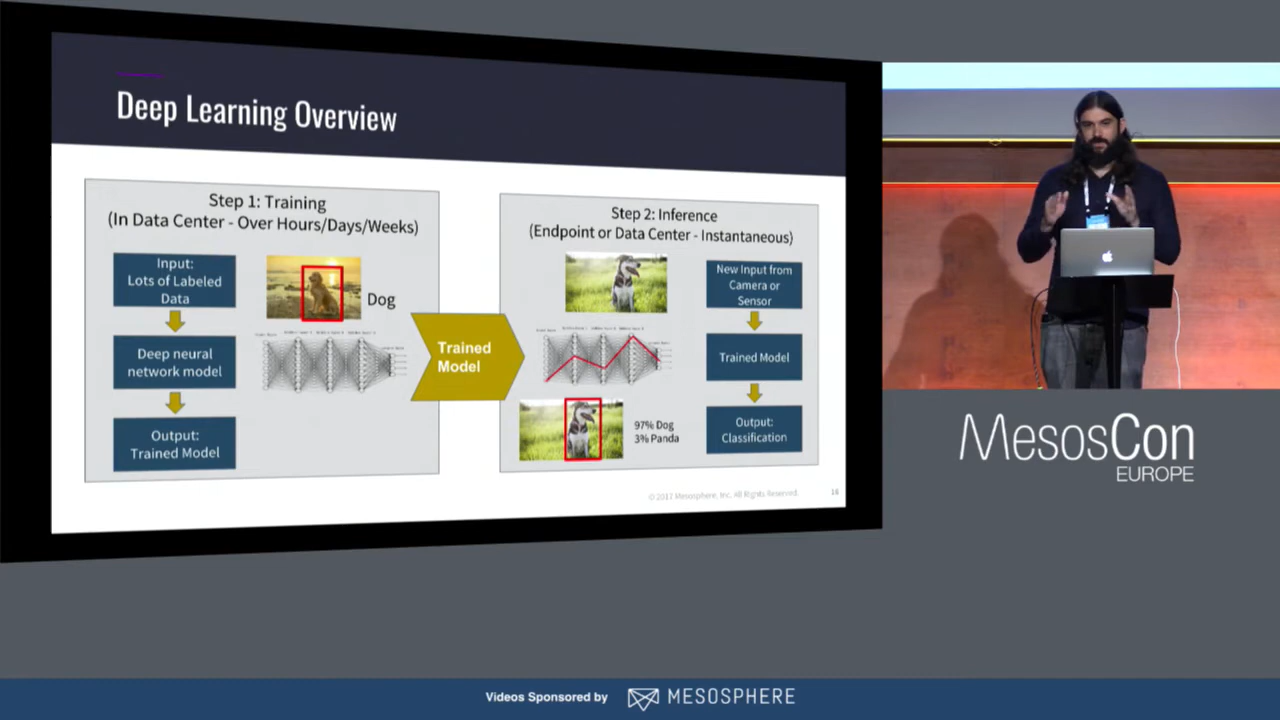 Deep Learning Overview
Step 1: Training
(In Data Center - Over Hours/Days/Weeks)
Input:
Lots of Labeled
Data
Dog
Deep neural
network model
Output:
Trained Model
Trained
Model
Step 2: Inference
(Endpoint or Data Center - Instantaneous)
New Input from
Camera or
Sensor
Trained Model
97% Dog
3% Panda
Output:
Classification
© 2017 Mesosphere, Inc. All Rights Reserved.
16
MesosCon
EUROPE
Videos Sponsored by
MESOSPHERE